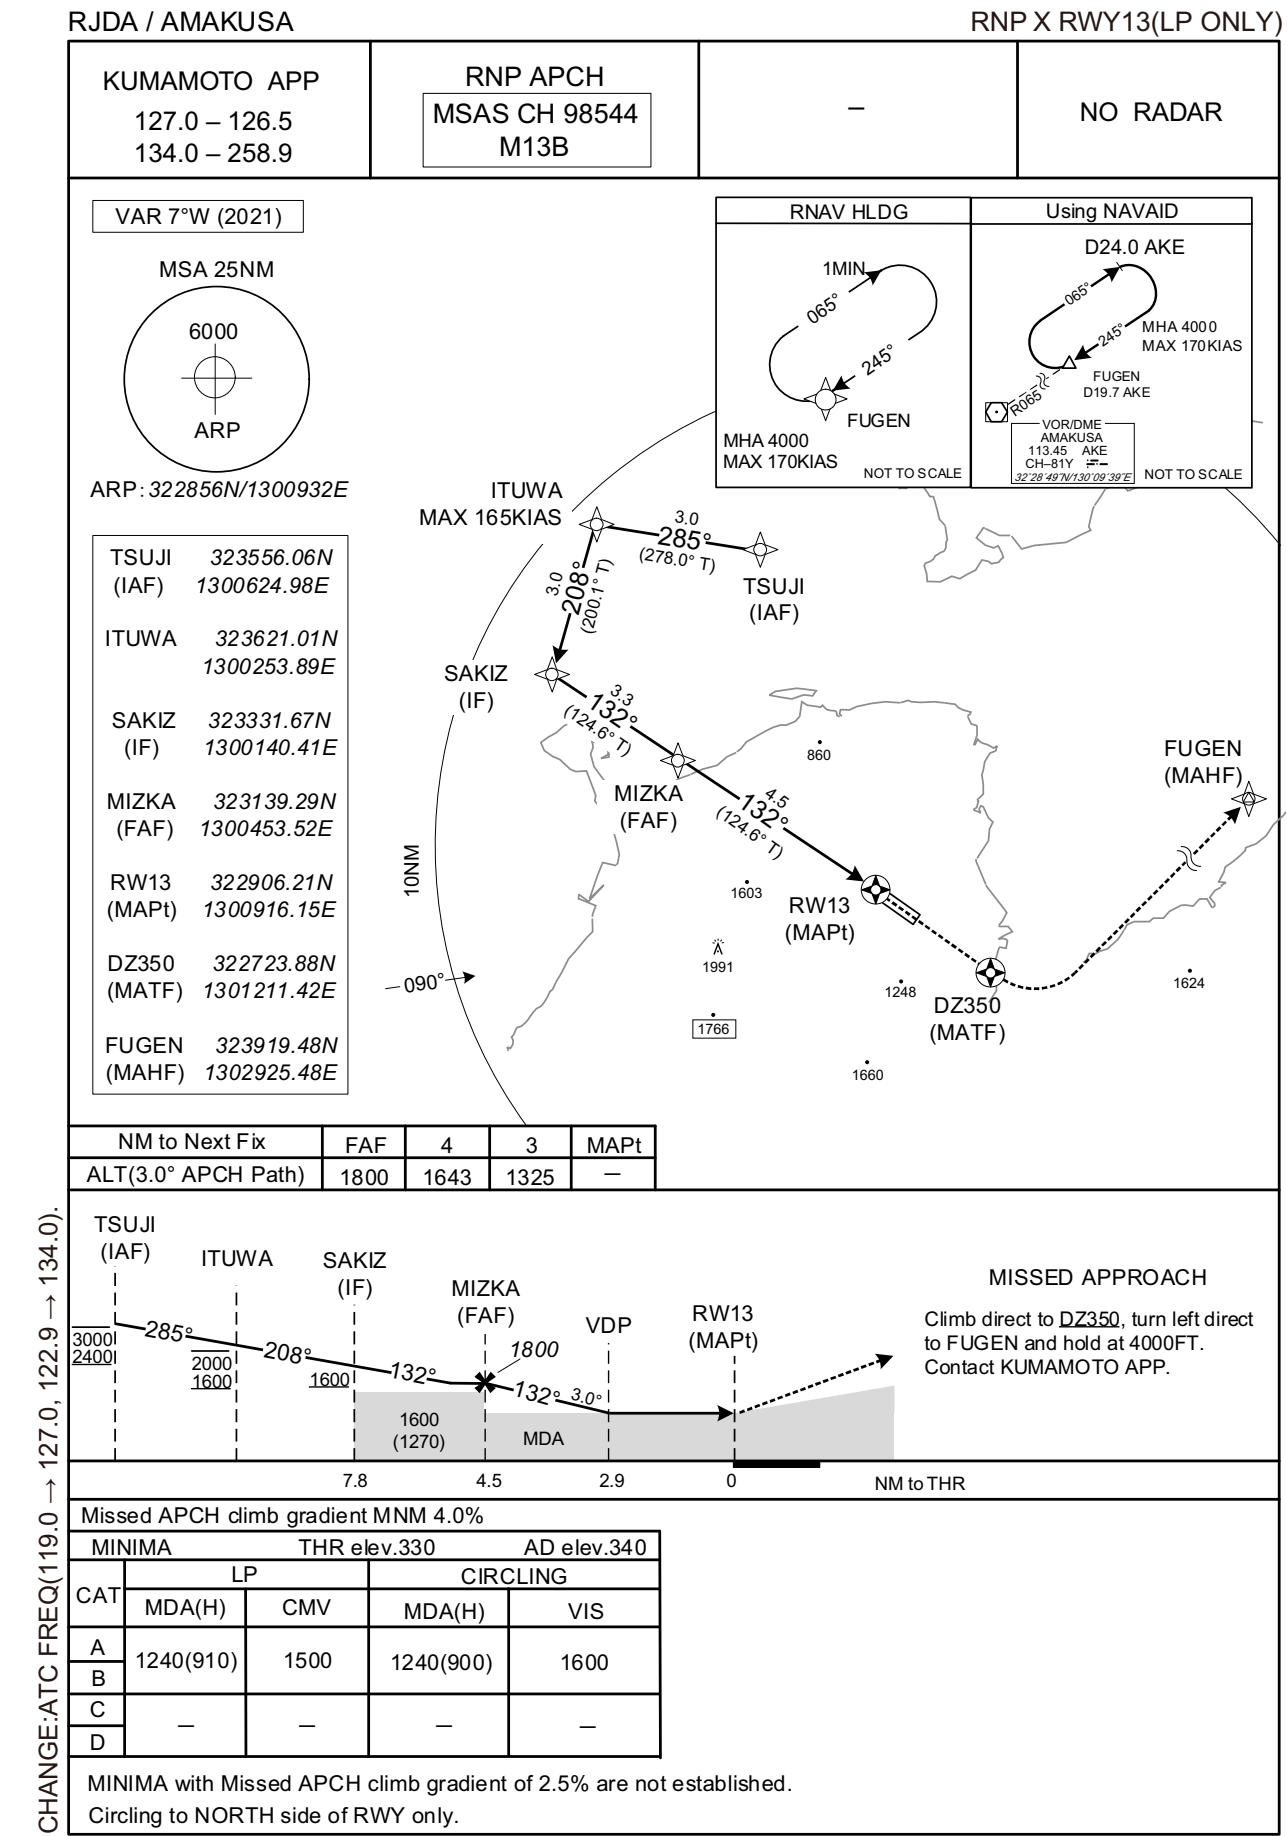 RJDA / AMAKUSA
RNP X RWY13(LP ONLY)
KUMAMOTO APP
127.0 – 126.5
134.0 – 258.9
RNP APCH
MSAS CH 98544
M13B
–
NO RADAR
VAR 7°W (2021)
MSA 25NM
6000
ARP
ARP: 322856N/1300932E
RNAV HLDG
1MIN
065°
245°
FUGEN
MHA 4000
MAX 170KIAS
NOT TO SCALE
Using NAVAID
D24.0 AKE
065°
245°
MHA 4000
MAX 170KIAS
FUGEN
D19.7 AKE
R065
VOR/DME
AMAKUSA
113.45 AKE
CH–81Y
32°28'49"N/130°09'39"E
NOT TO SCALE
TSUJI 323556.06N
(IAF) 1300624.98E
ITUWA 323621.01N
1300253.89E
SAKIZ 323331.67N
(IF) 1300140.41E
MIZKA 323139.29N
(FAF) 1300453.52E
RW13 322906.21N
(MAPt) 1300916.15E
DZ350 322723.88N
(MATF) 1301211.42E
FUGEN 323919.48N
(MAHF) 1302925.48E
ITUWA
MAX 165KIAS
3.0
285°
(278.0° T)
TSUJI
(IAF)
3.0
208°
(200.1° T)
SAKIZ
(IF)
3.3
132°
(124.6° T)
MIZKA
(FAF)
4.5
132°
(124.6° T)
860
FUGEN
(MAHF)
10NM
1603
RW13
(MAPt)
1991
090°
1248
DZ350
(MATF)
1624
1766
1660
NM to Next Fix FAF 4 3 MAPt
ALT(3.0° APCH Path) 1800 1643 1325 –
TSUJI
(IAF)
ITUWA
SAKIZ
(IF)
MIZKA
(FAF)
VDP
RW13
(MAPt)
3000
2400
285°
2000
1600
208°
1600
132°
1800
132° 3.0°
1600
(1270)
MDA
MISSED APPROACH
Climb direct to DZ350, turn left direct
to FUGEN and hold at 4000FT.
Contact KUMAMOTO APP.
7.8 4.5 2.9 0 NM to THR
Missed APCH climb gradient MNM 4.0%
MINIMA THR elev.330 AD elev.340
CAT LP CIRCLING
MDA(H) CMV MDA(H) VIS
A
B
1240(910) 1500 1240(900) 1600
C
D
– – – –
MINIMA with Missed APCH climb gradient of 2.5% are not established.
Circling to NORTH side of RWY only.
CHANGE:ATC FREQ(119.0 → 127.0, 122.9 → 134.0).